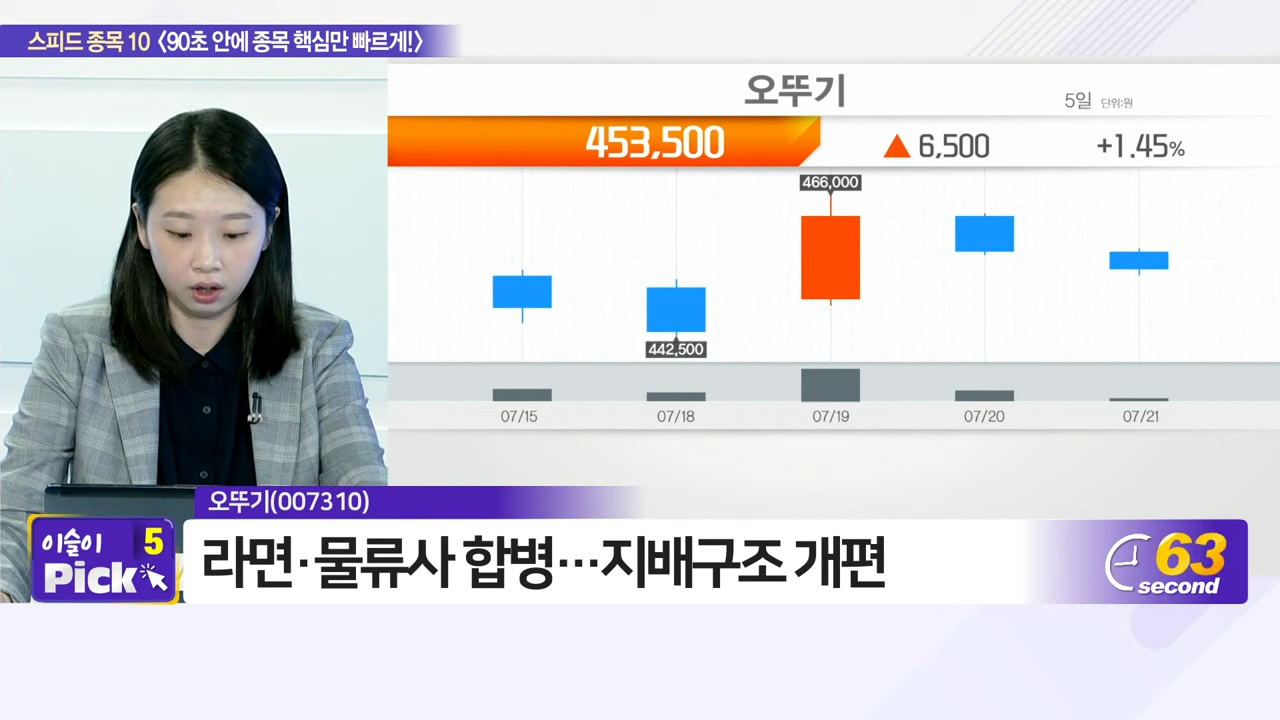 스피드 종목 10 〈90초 안에 종목 핵심만 빠르게!〉
오뚜기
5일 단위:원
453,500 ▲ 6,500 +1.45%
466,000
442,500
07/15 07/18 07/19 07/20 07/21
오뚜기(007310)
이슬이 5
Pick
라면·물류사 합병…지배구조 개편
63
second